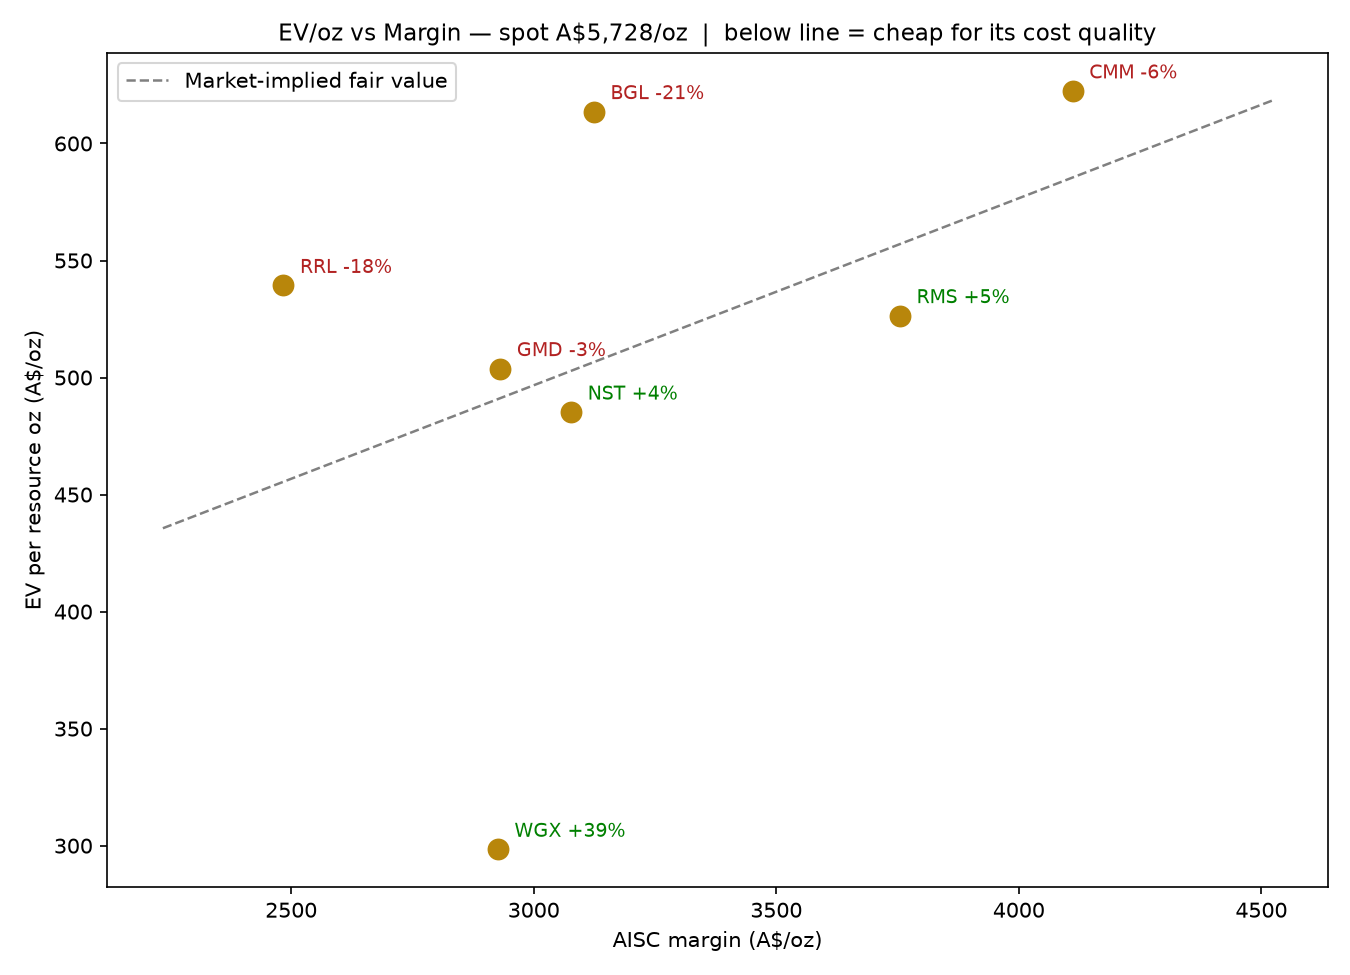 EV/oz vs Margin — spot A$5,728/oz  |  below line = cheap for its cost quality
Market-implied fair value
CMM -6%
BGL -21%
RRL -18%
RMS +5%
GMD -3%
NST +4%
WGX +39%
EV per resource oz (A$/oz)
600
550
500
450
400
350
300
2500
3000
3500
4000
4500
AISC margin (A$/oz)